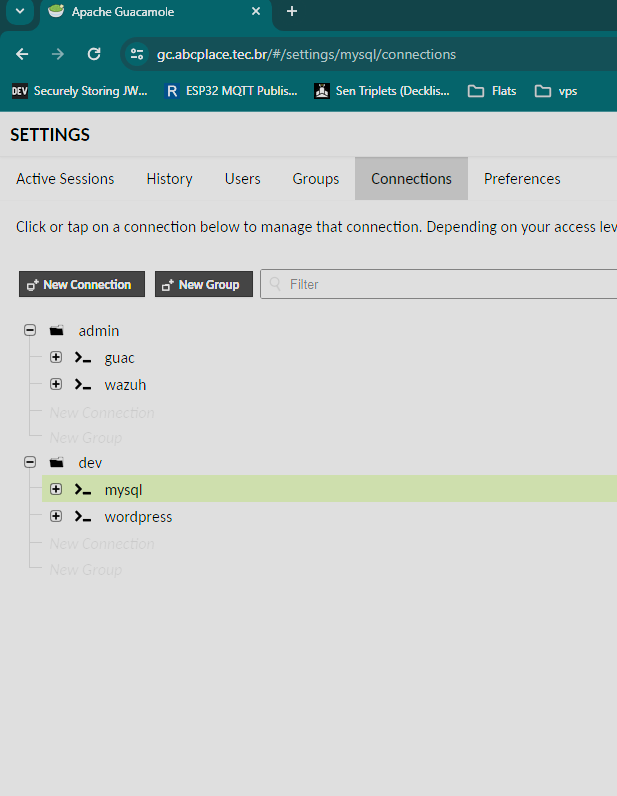 Apache Guacamole
gc.abcplace.tec.br/#/settings/mysql/connections
DEV Securely Storing JW... R ESP32 MQTT Publis... Sen Triplets (Decklis... Flats vps
SETTINGS
Active Sessions History Users Groups Connections Preferences
Click or tap on a connection below to manage that connection. Depending on your access lev
New Connection New Group Filter
admin
guac
wazuh
New Connection
New Group
dev
mysql
wordpress
New Connection
New Group